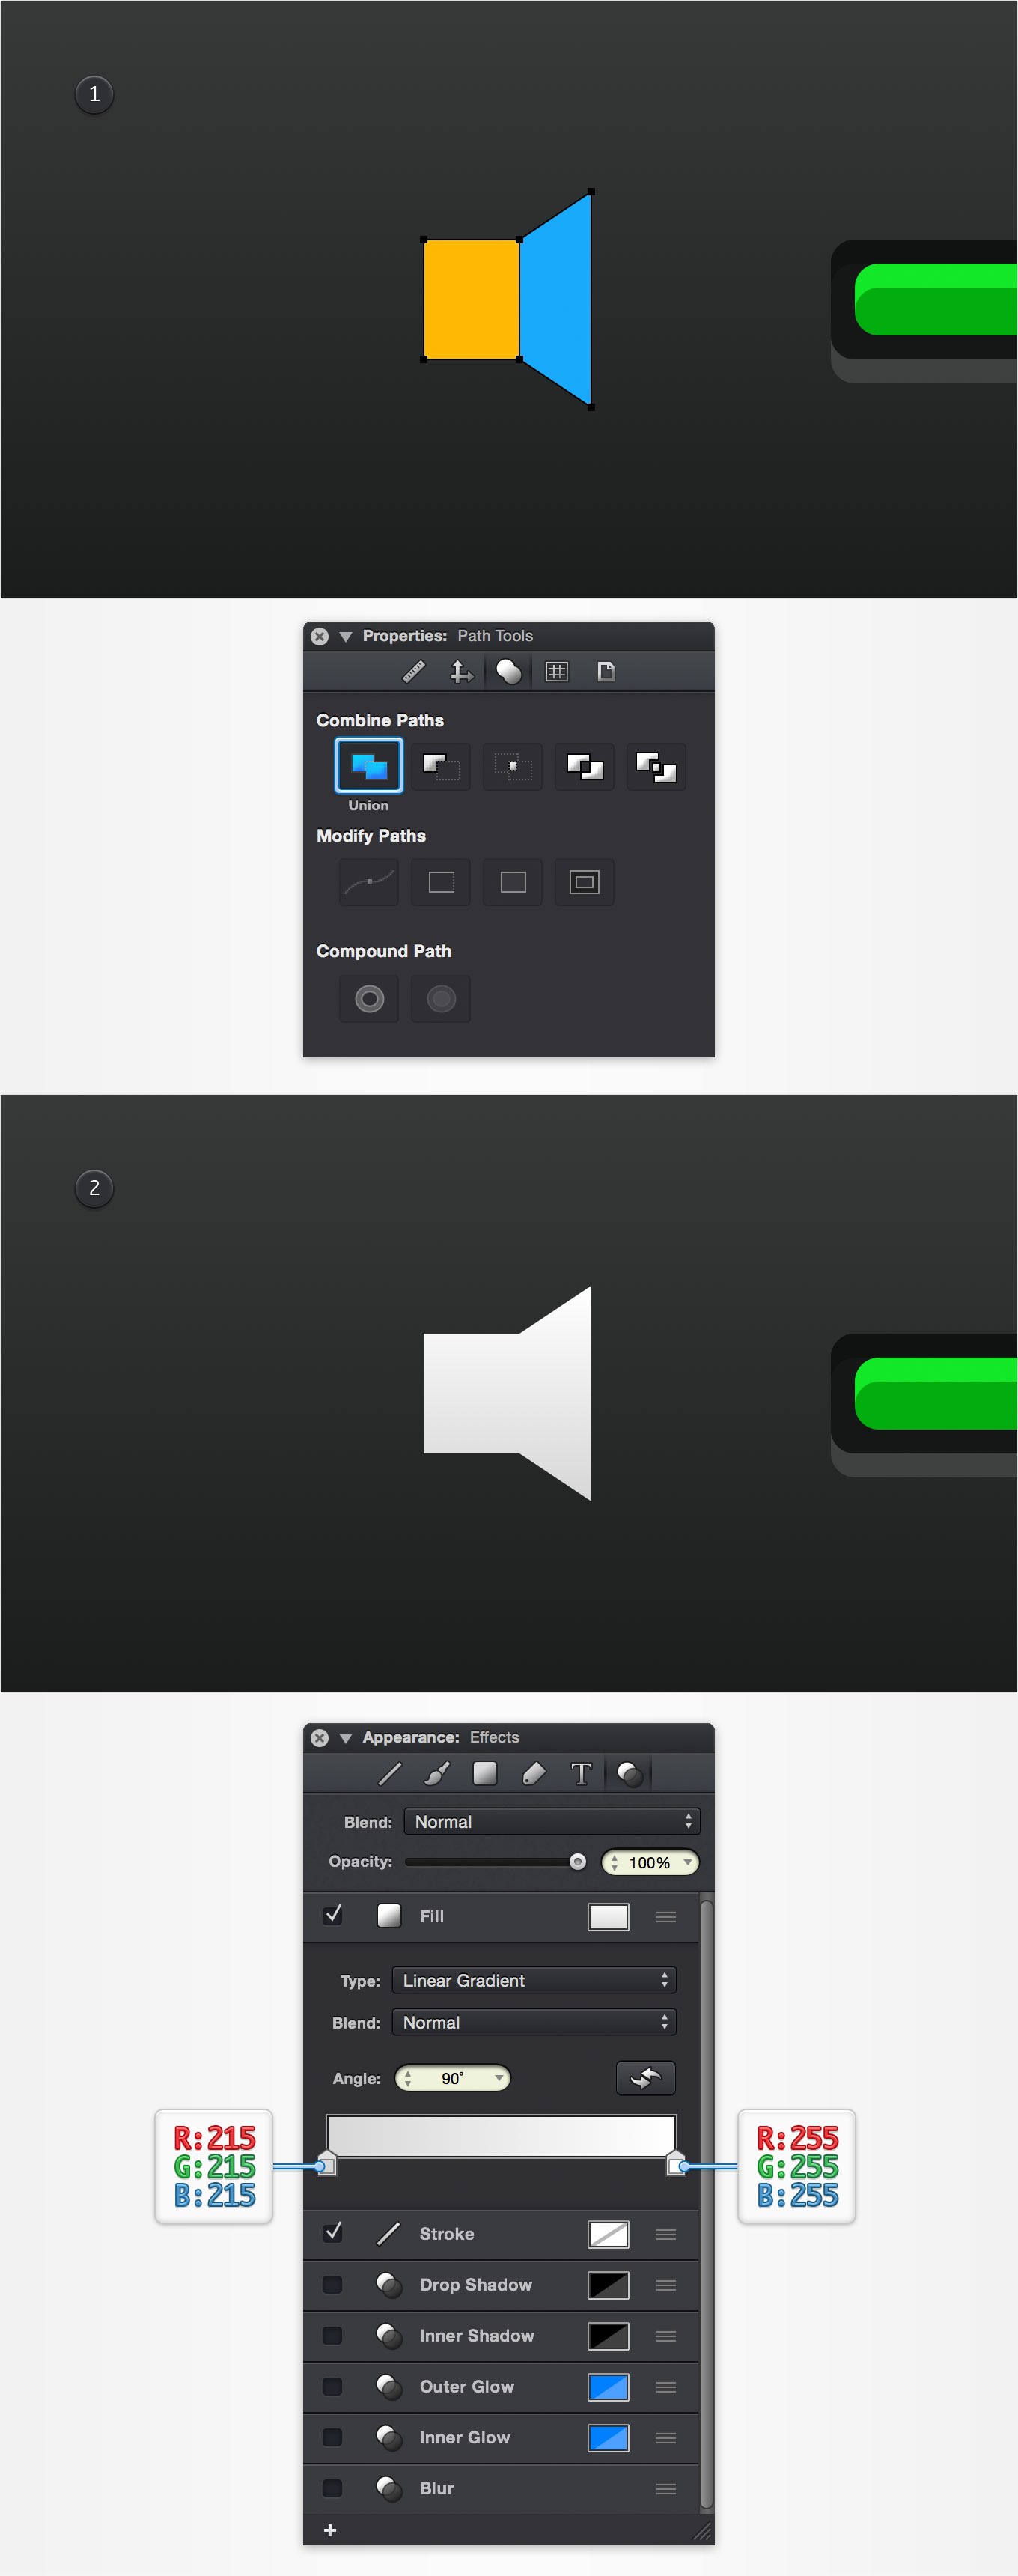 1
Properties: Path Tools
Combine Paths
Union
Modify Paths
Compound Path
2
Appearance: Effects
T
Blend: Normal
Opacity: 100%
Fill
Type: Linear Gradient
Blend: Normal
Angle: 90°
R:215
G:215
B:215
R:255
G:255
B:255
Stroke
Drop Shadow
Inner Shadow
Outer Glow
Inner Glow
Blur
+